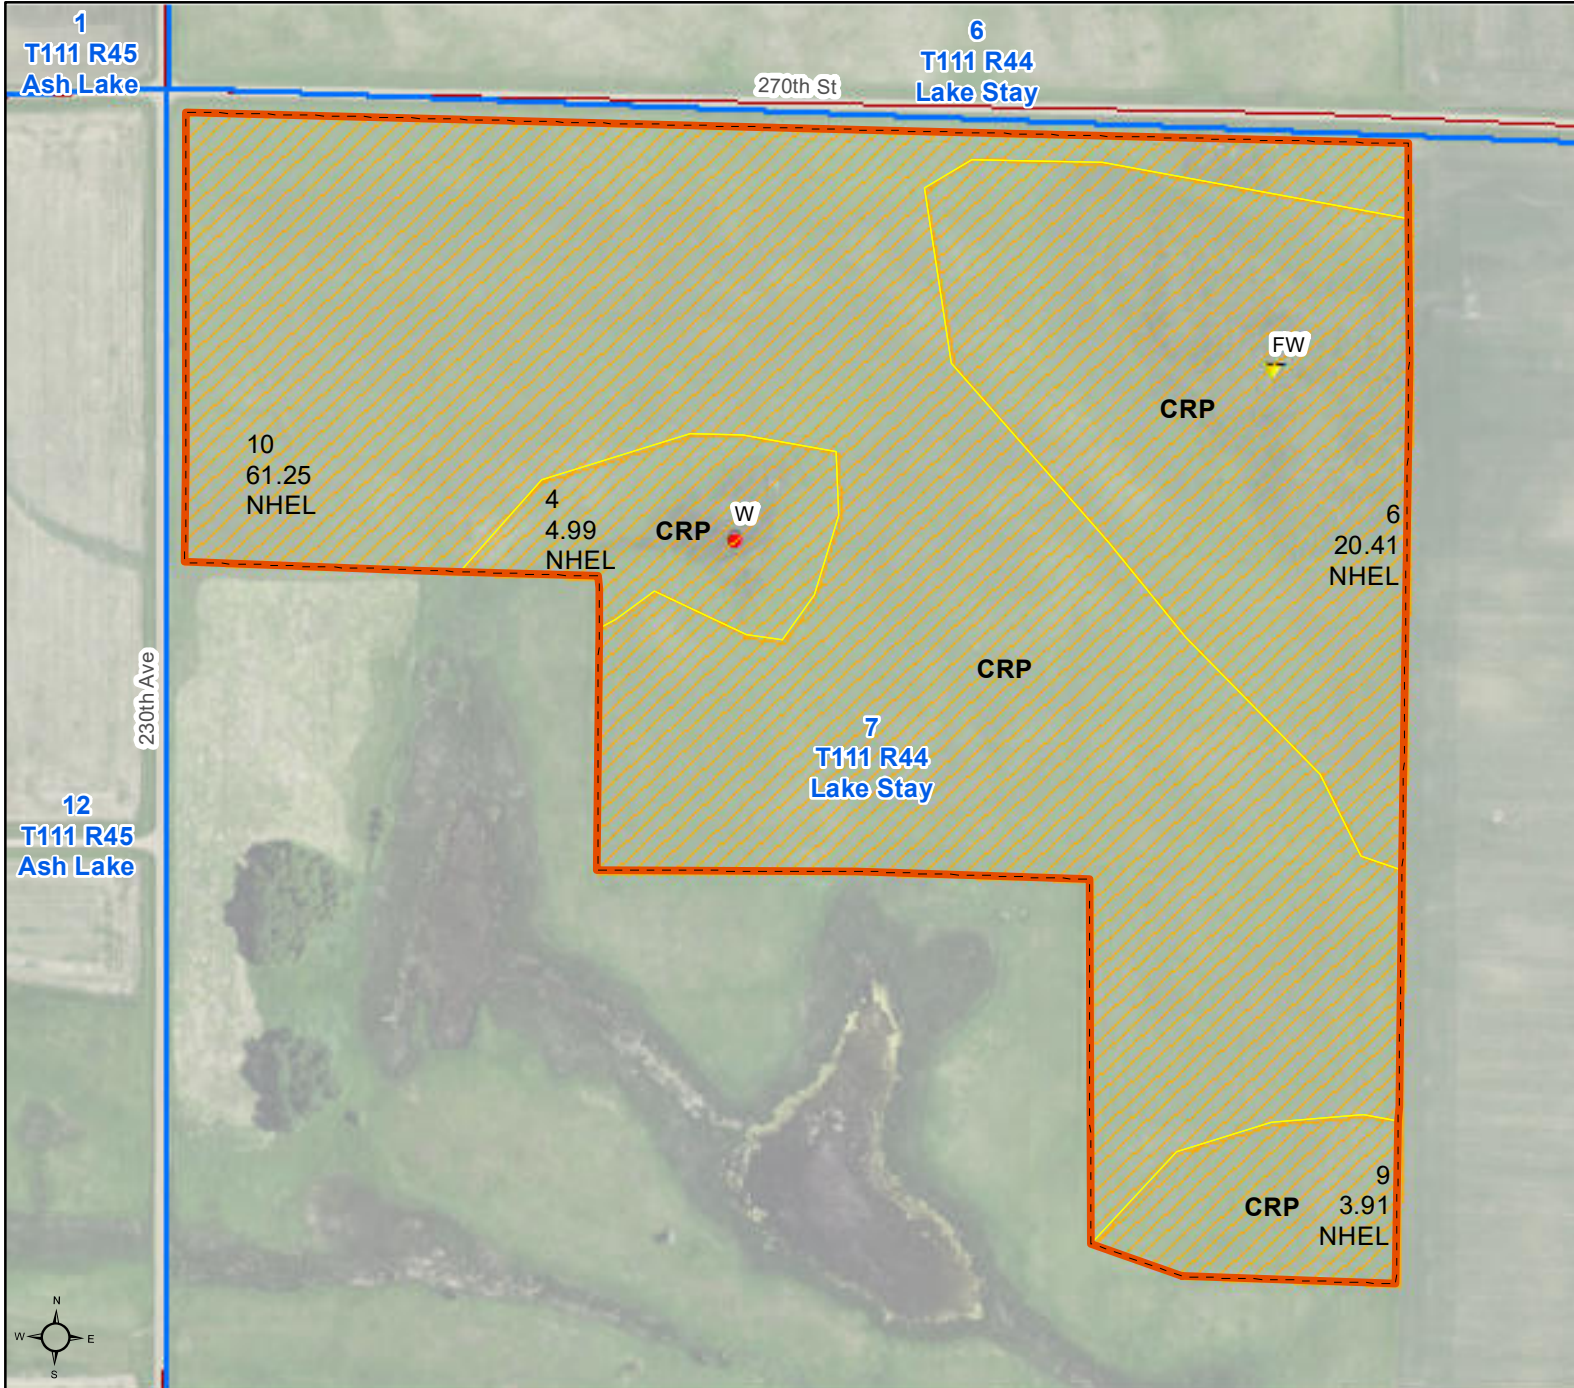 1
T111 R45
Ash Lake
6
T111 R44
Lake Stay
270th St
FW
CRP
10
61.25
NHEL
4
4.99
NHEL
CRP
W
6
20.41
NHEL
CRP
230th Ave
7
T111 R44
Lake Stay
12
T111 R45
Ash Lake
9
3.91
NHEL
CRP
N
W
E
S